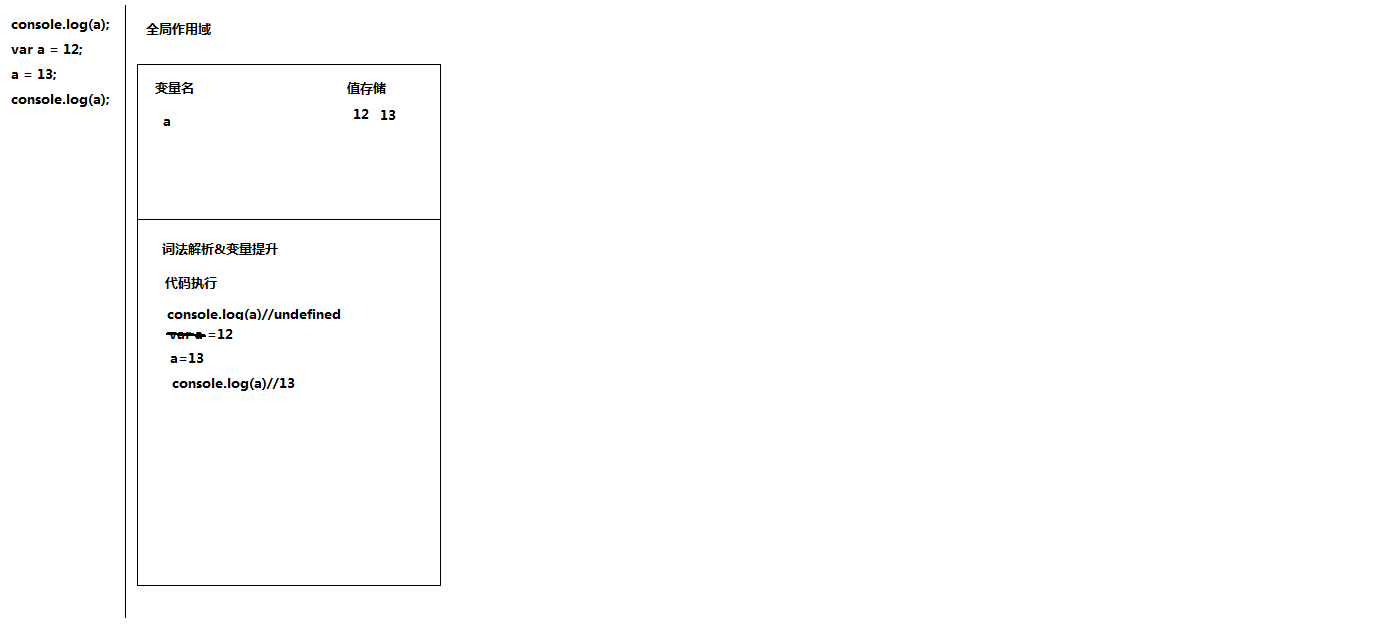 console.log(a);
var a = 12;
a = 13;
console.log(a);
全局作用域
变量名 值存储
a 12 13
词法解析&变量提升
代码执行
console.log(a)//undefined
var a =12
a=13
console.log(a)//13